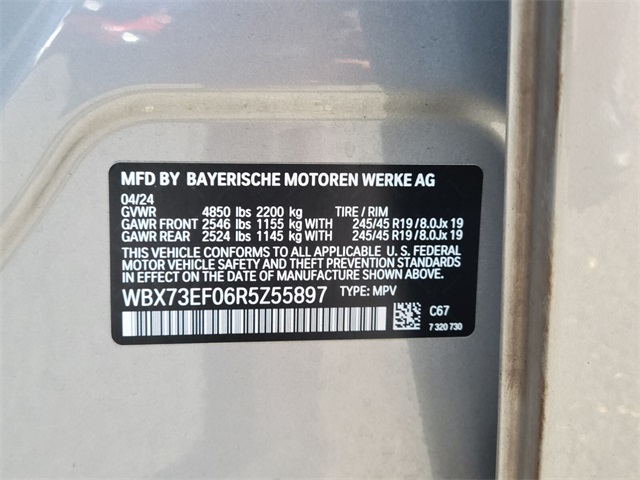 MFD BY BAYERISCHE MOTOREN WERKE AG
04/24
GVWR 4850 lbs 2200 kg TIRE / RIM
GAWR FRONT 2546 lbs 1155 kg WITH 245/45 R19 / 8.0Jx 19
GAWR REAR 2524 lbs 1145 kg WITH 245/45 R19 / 8.0Jx 19
THIS VEHICLE CONFORMS TO ALL APPLICABLE U. S. FEDERAL
MOTOR VEHICLE SAFETY AND THEFT PREVENTION STANDARDS
IN EFFECT ON THE DATE OF MANUFACTURE SHOWN ABOVE.
WBX73EF06R5Z55897 TYPE: MPV
C67
7 320 730